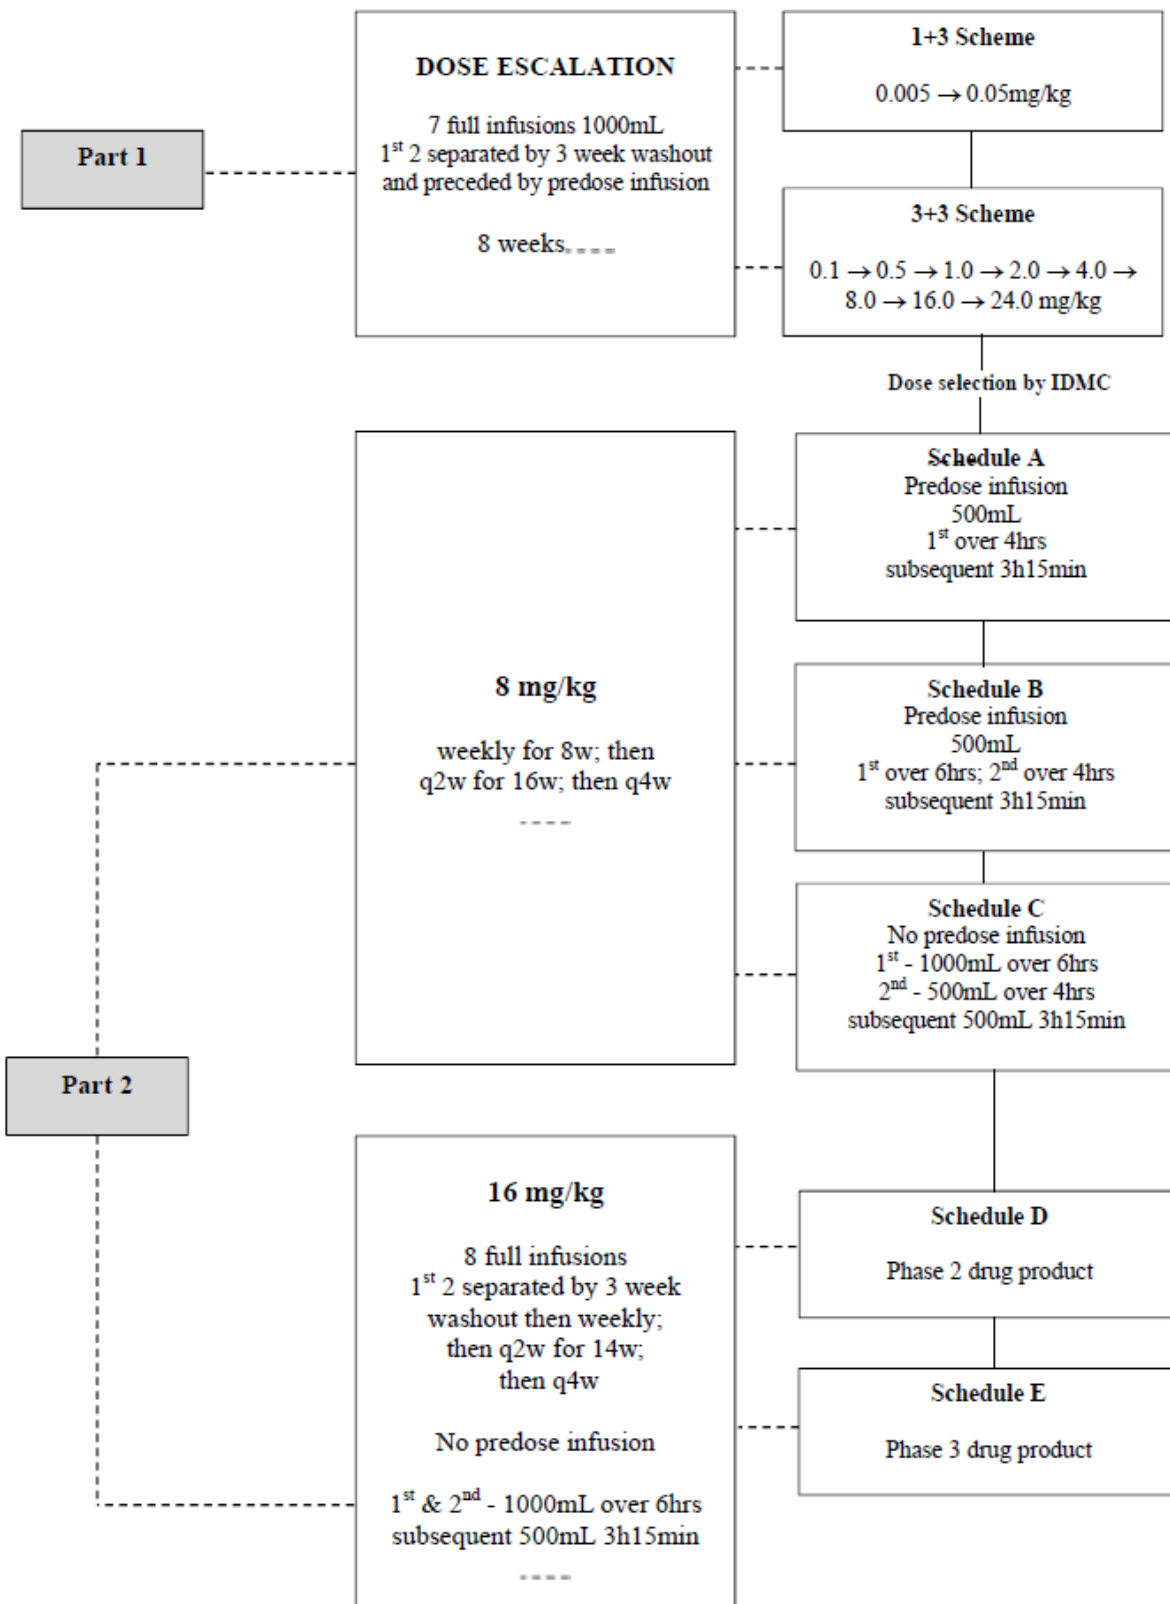 Part 1
DOSE ESCALATION
7 full infusions 1000mL
1st 2 separated by 3 week washout
and preceded by predose infusion
8 weeks
1+3 Scheme
0.005 → 0.05mg/kg
3+3 Scheme
0.1 → 0.5 → 1.0 → 2.0 → 4.0 →
8.0 → 16.0 → 24.0 mg/kg
Dose selection by IDMC
Part 2
8 mg/kg
weekly for 8w; then
q2w for 16w; then q4w
Schedule A
Predose infusion
500mL
1st over 4hrs
subsequent 3h15min
Schedule B
Predose infusion
500mL
1st over 6hrs; 2nd over 4hrs
subsequent 3h15min
Schedule C
No predose infusion
1st - 1000mL over 6hrs
2nd - 500mL over 4hrs
subsequent 500mL 3h15min
16 mg/kg
8 full infusions
1st 2 separated by 3 week
washout then weekly;
then q2w for 14w;
then q4w
No predose infusion
1st & 2nd - 1000mL over 6hrs
subsequent 500mL 3h15min
Schedule D
Phase 2 drug product
Schedule E
Phase 3 drug product